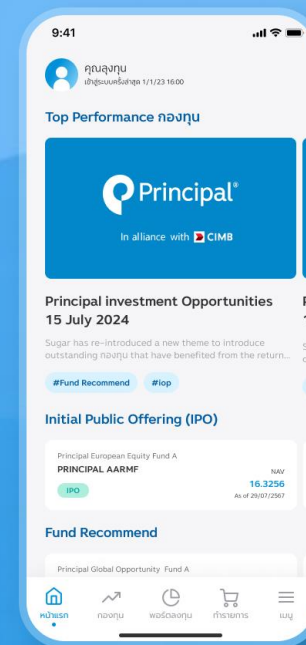 9:41
คุณลุงทุน
เข้าสู่ระบบครั้งล่าสุด 1/1/23 16:00
Top Performance กองทุน
Principal®
In alliance with CIMB
Principal investment Opportunities
15 July 2024
Sugar has re-introduced a new theme to introduce
outstanding กองทุน that have benefited from the return...
#Fund Recommend
#iop
Initial Public Offering (IPO)
Principal European Equity Fund A
PRINCIPAL AARMF
NAV
IPO
16.3256
As of 29/07/2567
Fund Recommend
Principal Global Opportunity Fund A
หน้าแรก
กองทุน
พอร์ตลงทุน
ทำรายการ
เมนู